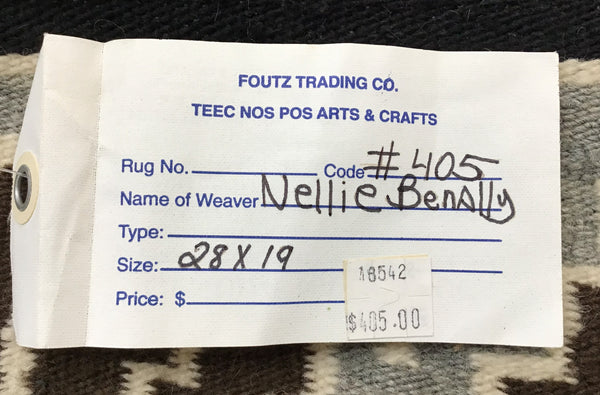 FOUTZ TRADING CO.
TEEC NOS POS ARTS & CRAFTS
Rug No. Code #405
Name of Weaver Nellie Benally
Type:
Size: 28 X 19
Price: $
18542
$405.00